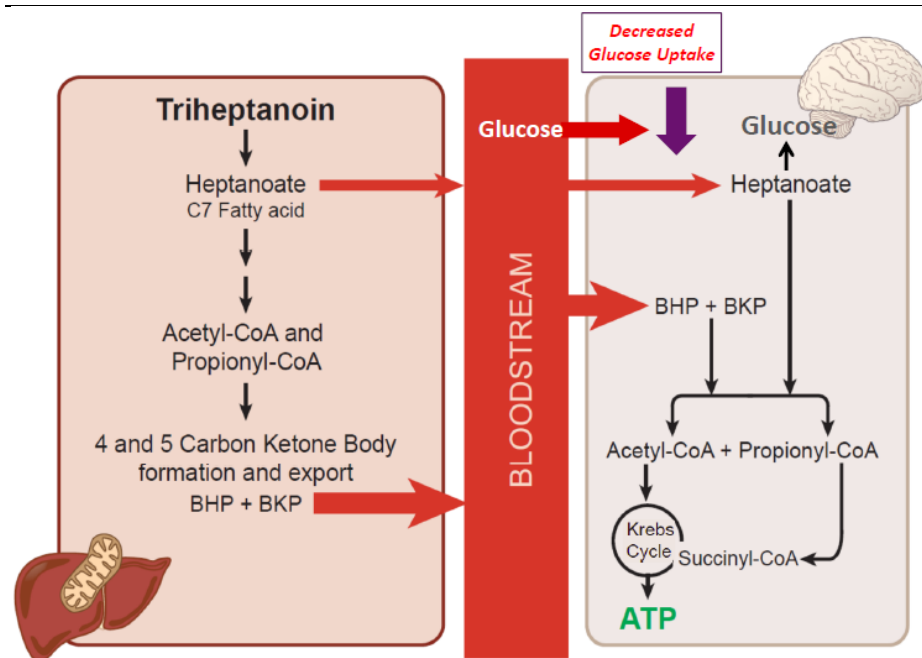 Triheptanoin
Heptanoate
C7 Fatty acid
Acetyl-CoA and
Propionyl-CoA
4 and 5 Carbon Ketone Body
formation and export
BHP + BKP
BLOODSTREAM
Glucose
Decreased
Glucose Uptake
Glucose
Heptanoate
BHP + BKP
Acetyl-CoA + Propionyl-CoA
Krebs
Cycle
Succinyl-CoA
ATP